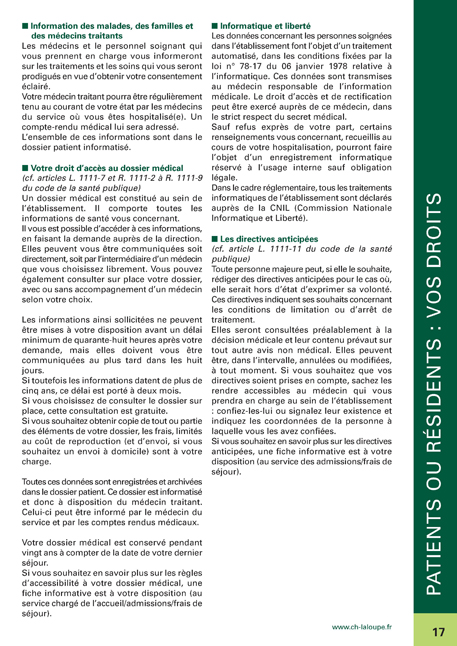 ■ Information des malades, des familles et
des médecins traitants
Les médecins et le personnel soignant qui
vous prennent en charge vous informeront
sur les traitements et les soins qui vous seront
prodigués en vue d'obtenir votre consentement
éclairé.
Votre médecin traitant pourra être régulièrement
tenu au courant de votre état par les médecins
du service où vous êtes hospitalisé(e). Un
compte-rendu médical lui sera adressé.
L'ensemble de ces informations sont dans le
dossier patient informatisé.
■ Votre droit d'accès au dossier médical
(cf. articles L. 1111-7 et R. 1111-2 à R. 1111-9
du code de la santé publique)
Un dossier médical est constitué au sein de
l'établissement. Il comporte toutes les
informations de santé vous concernant.
Il vous est possible d'accéder à ces informations,
en faisant la demande auprès de la direction.
Elles peuvent vous être communiquées soit
directement, soit par l'intermédiaire d'un médecin
que vous choisissez librement. Vous pouvez
également consulter sur place votre dossier,
avec ou sans accompagnement d'un médecin
selon votre choix.
Les informations ainsi sollicitées ne peuvent
être mises à votre disposition avant un délai
minimum de quarante-huit heures après votre
demande, mais elles doivent vous être
communiquées au plus tard dans les huit
jours.
Si toutefois les informations datent de plus de
cinq ans, ce délai est porté à deux mois.
Si vous choisissez de consulter le dossier sur
place, cette consultation est gratuite.
Si vous souhaitez obtenir copie de tout ou partie
des éléments de votre dossier, les frais, limités
au coût de reproduction (et d'envoi, si vous
souhaitez un envoi à domicile) sont à votre
charge.
Toutes ces données sont enregistrées et archivées
dans le dossier patient. Ce dossier est informatisé
et donc à disposition du médecin traitant.
Celui-ci peut être informé par le médecin du
service et par les comptes rendus médicaux.
Votre dossier médical est conservé pendant
vingt ans à compter de la date de votre dernier
séjour.
Si vous souhaitez en savoir plus sur les règles
d'accessibilité à votre dossier médical, une
fiche informative est à votre disposition (au
service chargé de l'accueil/admissions/frais de
séjour).
■ Informatique et liberté
Les données concernant les personnes soignées
dans l'établissement font l'objet d'un traitement
automatisé, dans les conditions fixées par la
loi n° 78-17 du 06 janvier 1978 relative à
l'informatique. Ces données sont transmises
au médecin responsable de l'information
médicale. Le droit d'accès et de rectification
peut être exercé auprès de ce médecin, dans
le strict respect du secret médical.
Sauf refus exprès de votre part, certains
renseignements vous concernant, recueillis au
cours de votre hospitalisation, pourront faire
l'objet d'un enregistrement informatique
réservé à l'usage interne sauf obligation
légale.
Dans le cadre réglementaire, tous les traitements
informatiques de l'établissement sont déclarés
auprès de la CNIL (Commission Nationale
Informatique et Liberté).
■ Les directives anticipées
(cf. article L. 1111-11 du code de la santé
publique)
Toute personne majeure peut, si elle le souhaite,
rédiger des directives anticipées pour le cas où,
elle serait hors d'état d'exprimer sa volonté.
Ces directives indiquent ses souhaits concernant
les conditions de limitation ou d'arrêt de
traitement.
Elles seront consultées préalablement à la
décision médicale et leur contenu prévaut sur
tout autre avis non médical. Elles peuvent
être, dans l'intervalle, annulées ou modifiées,
à tout moment. Si vous souhaitez que vos
directives soient prises en compte, sachez les
rendre accessibles au médecin qui vous
prendra en charge au sein de l'établissement
: confiez-les-lui ou signalez leur existence et
indiquez les coordonnées de la personne à
laquelle vous les avez confiées.
Si vous souhaitez en savoir plus sur les directives
anticipées, une fiche informative est à votre
disposition (au service des admissions/frais de
séjour).
PATIENTS OU RÉSIDENTS : VOS DROITS
www.ch-laloupe.fr
17